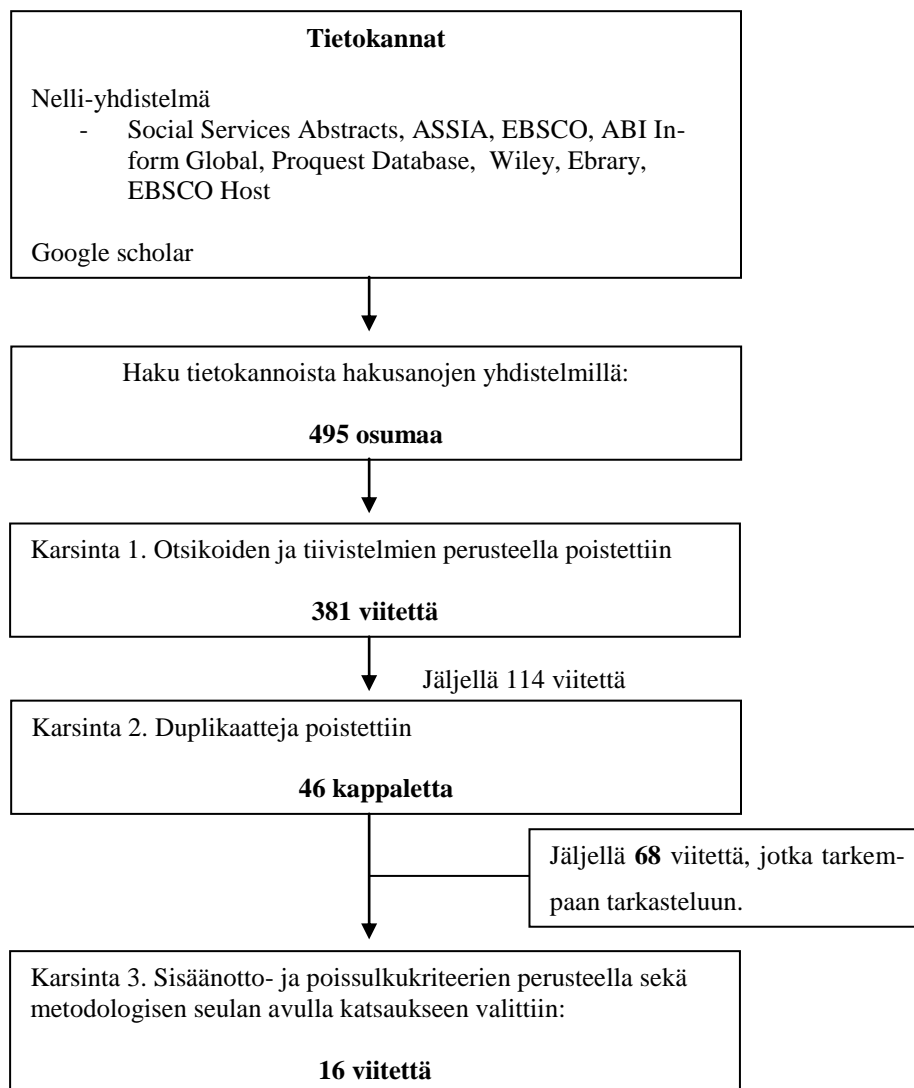 Tietokannat
Nelli-yhdistelmä
- Social Services Abstracts, ASSIA, EBSCO, ABI In-
form Global, Proquest Database, Wiley, Ebrary,
EBSCO Host
Google scholar
Haku tietokannoista hakusanojen yhdistelmillä:
495 osumaa
Karsinta 1. Otsikoiden ja tiivistelmien perusteella poistettiin
381 viitettä
Jäljellä 114 viitettä
Karsinta 2. Duplikaatteja poistettiin
46 kappaletta
Jäljellä 68 viitettä, jotka tarkem-
paan tarkasteluun.
Karsinta 3. Sisäänotto- ja poissulkukriteerien perusteella sekä
metodologisen seulan avulla katsaukseen valittiin:
16 viitettä